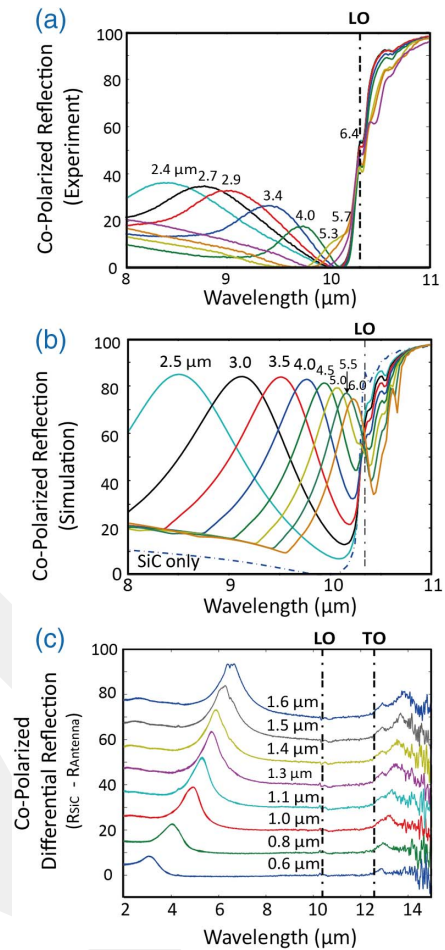 (a)
LO
Co-Polarized Reflection
(Experiment)
100
80
60
40
20
0
2.4 μm
2.7
2.9
3.4
4.0
5.3
5.7
6.4
8
9
10
11
Wavelength (μm)
(b)
LO
Co-Polarized Reflection
(Simulation)
100
80
60
40
20
0
2.5 μm
3.0
3.5
4.0
4.5
5.0
5.5
6.0
SiC only
8
9
10
11
Wavelength (μm)
(c)
LO
TO
Co-Polarized
Differential Reflection
(RSiC - RAntenna)
100
80
60
40
20
0
1.6 μm
1.5 μm
1.4 μm
1.3 μm
1.1 μm
1.0 μm
0.8 μm
0.6 μm
2
4
6
8
10
12
14
Wavelength (μm)